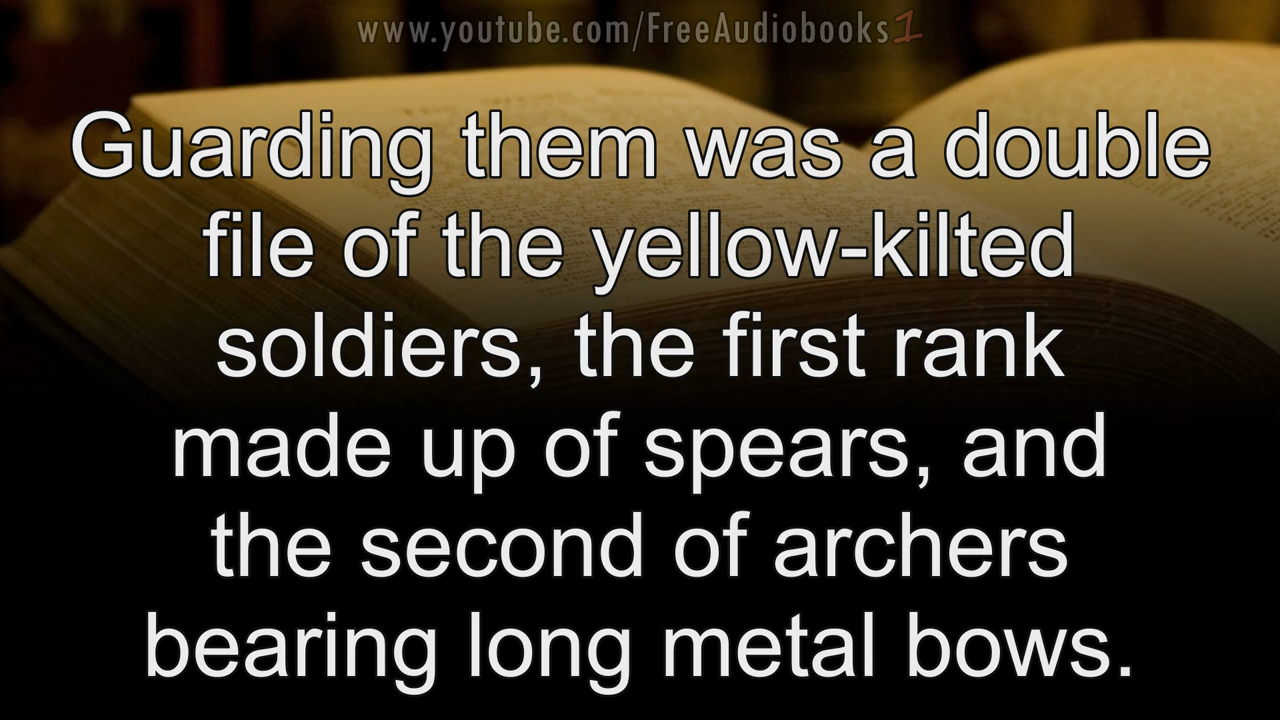 www.youtube.com/FreeAudiobooks1
Guarding them was a double
file of the yellow-kilted
soldiers, the first rank
made up of spears, and
the second of archers
bearing long metal bows.